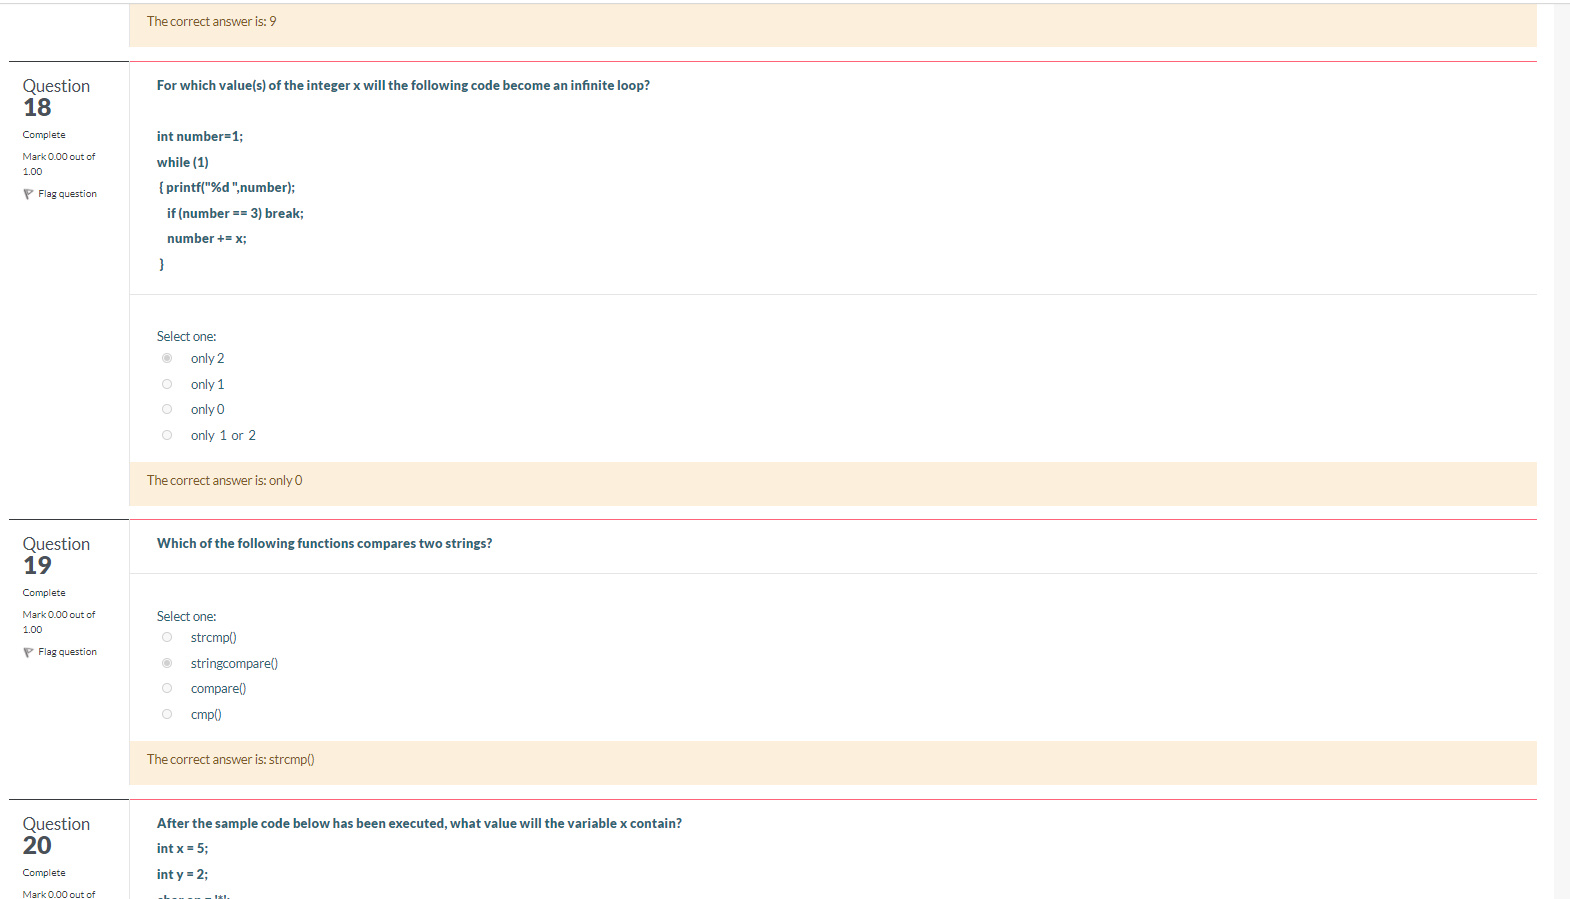 The correct answer is: 9
Question
18
Complete
Mark 0.00 out of
1.00
Flag question
For which value(s) of the integer x will the following code become an infinite loop?
int number=1;
while (1)
{ printf("%d ",number);
if (number == 3) break;
number += x;
}
Select one:
only 2
only 1
only 0
only 1 or 2
The correct answer is: only 0
Question
19
Complete
Mark 0.00 out of
1.00
Flag question
Which of the following functions compares two strings?
Select one:
strcmp()
stringcompare()
compare()
cmp()
The correct answer is: strcmp()
Question
20
Complete
Mark 0.00 out of
After the sample code below has been executed, what value will the variable x contain?
int x = 5;
int y = 2;